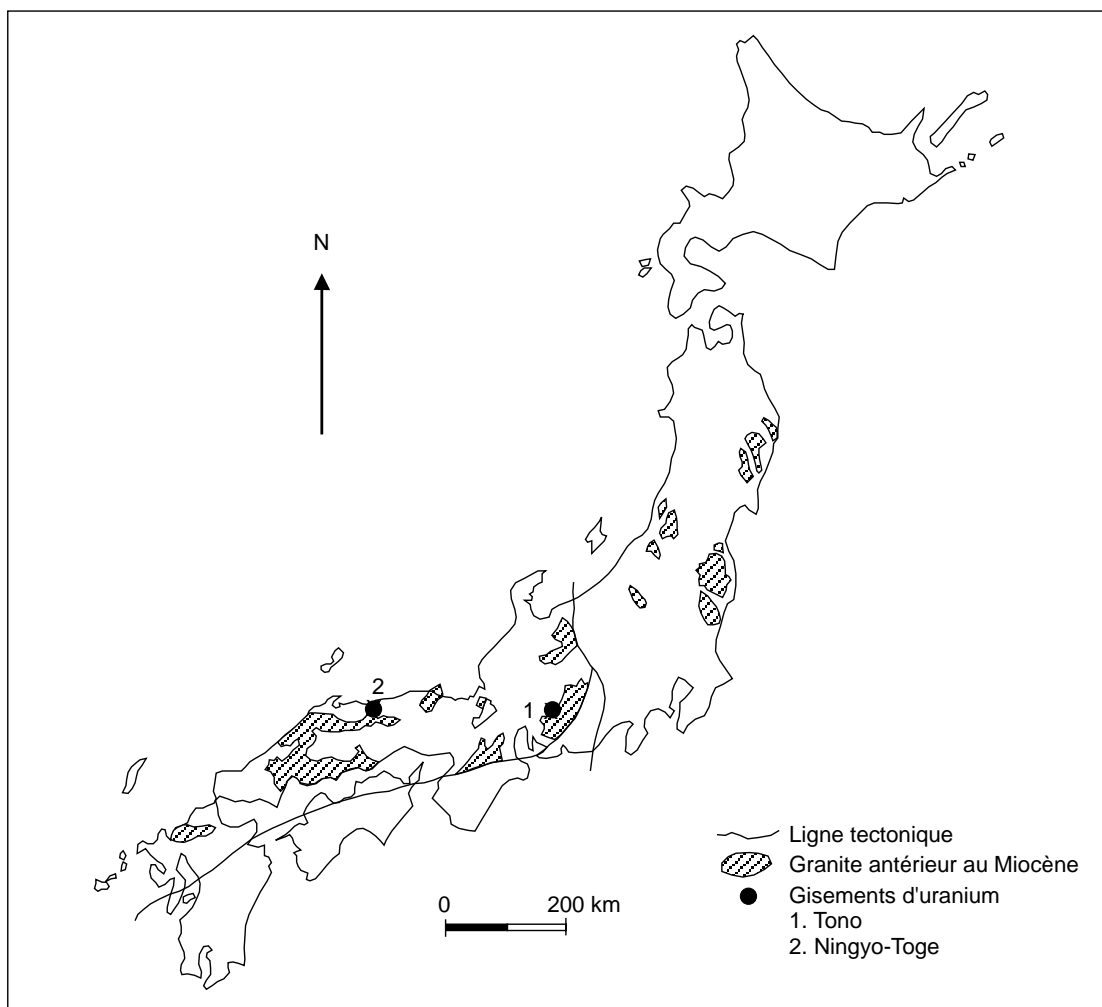 N
2
1
Ligne tectonique
Granite antérieur au Miocène
Gisements d'uranium
1. Tono
2. Ningyo-Toge
0 200 km